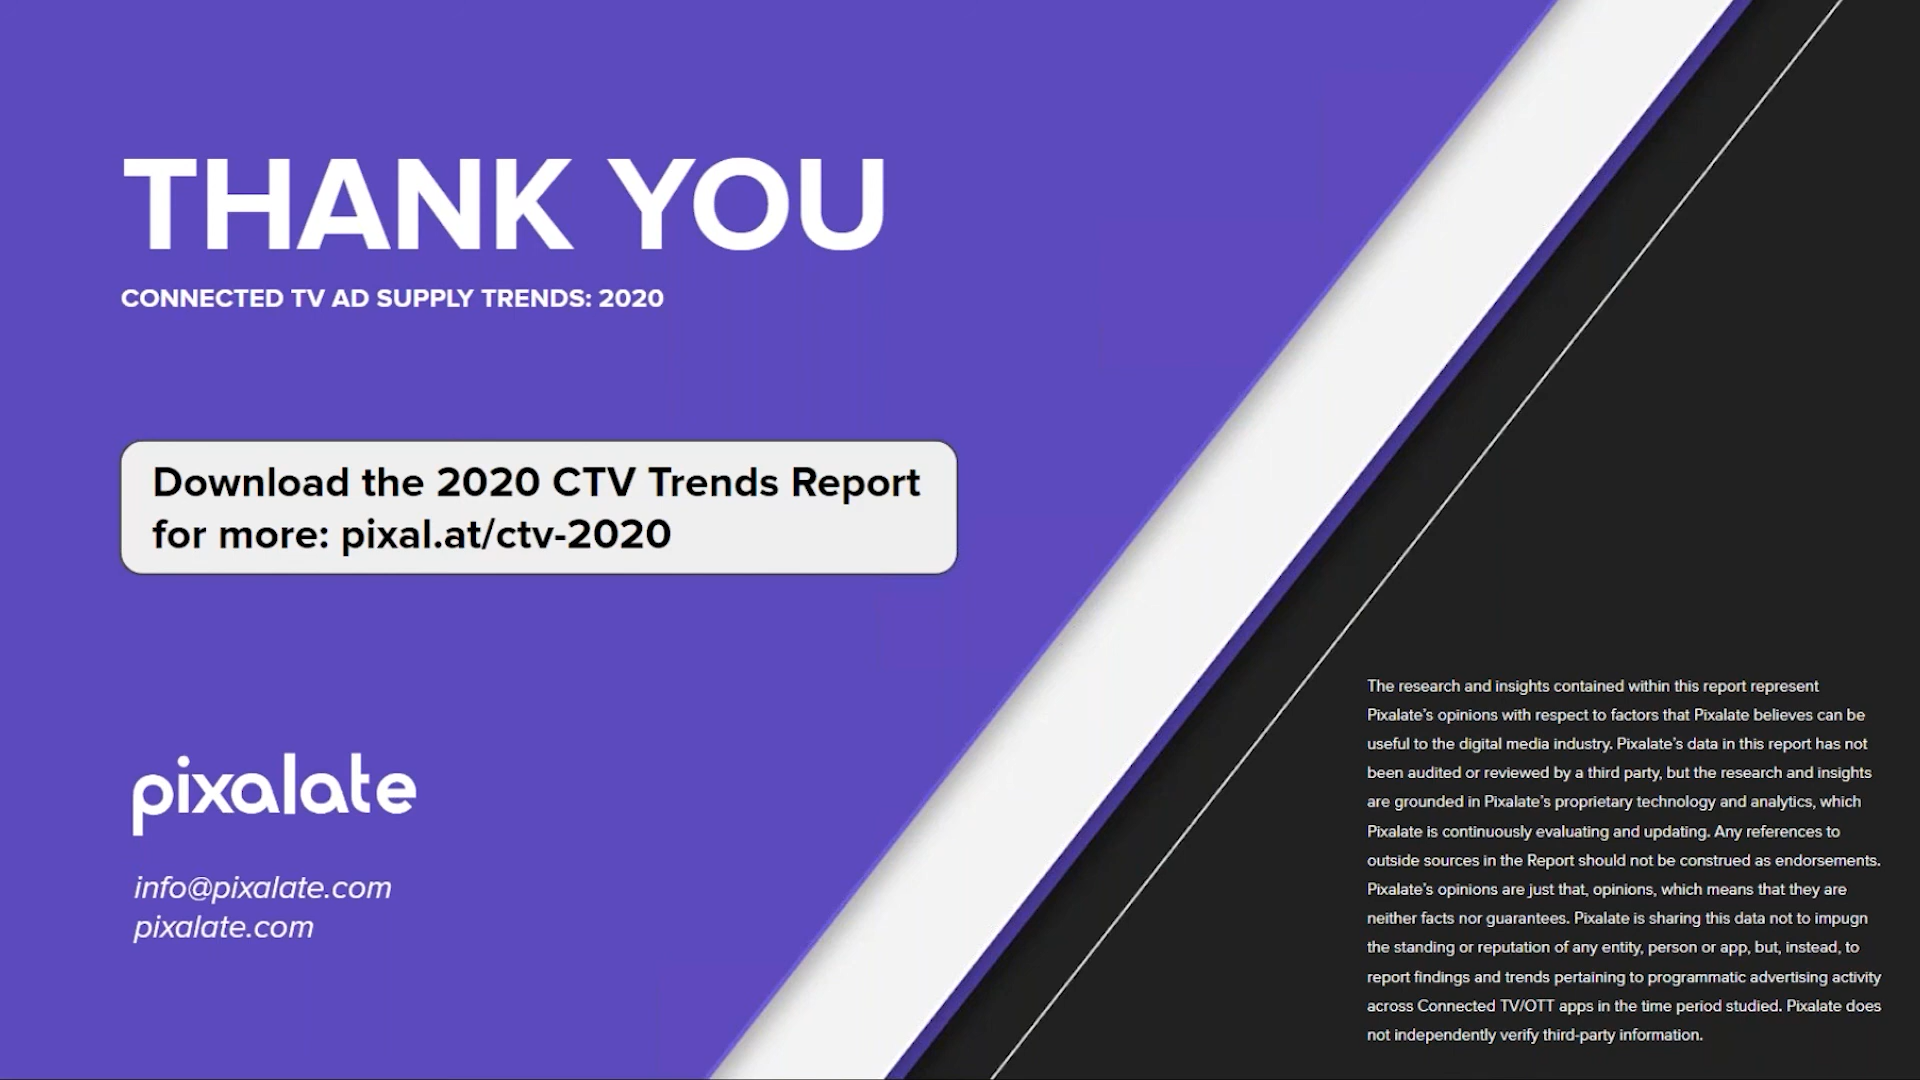 THANK YOU
CONNECTED TV AD SUPPLY TRENDS: 2020
Download the 2020 CTV Trends Report
for more: pixal.at/ctv-2020
pixalate
info@pixalate.com
pixalate.com
The research and insights contained within this report represent
Pixalate’s opinions with respect to factors that Pixalate believes can be
useful to the digital media industry. Pixalate’s data in this report has not
been audited or reviewed by a third party, but the research and insights
are grounded in Pixalate’s proprietary technology and analytics, which
Pixalate is continuously evaluating and updating. Any references to
outside sources in the Report should not be construed as endorsements.
Pixalate’s opinions are just that, opinions, which means that they are
neither facts nor guarantees. Pixalate is sharing this data not to impugn
the standing or reputation of any entity, person or app, but, instead, to
report findings and trends pertaining to programmatic advertising activity
across Connected TV/OTT apps in the time period studied. Pixalate does
not independently verify third-party information.